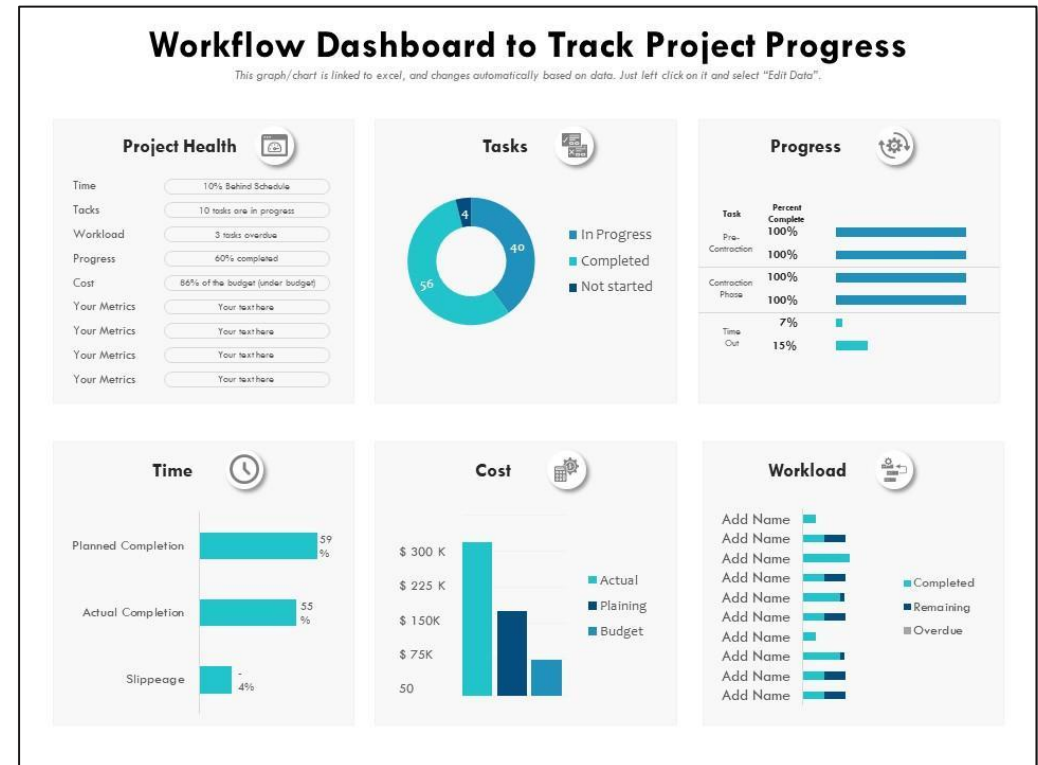 Workflow Dashboard to Track Project Progress
This graph/chart is linked to excel, and changes automatically based on data. Just left click on it and select “Edit Data”.
Project Health
Time 10% Behind Schedule
Tacks 10 tasks are in progress
Workload 3 tasks overdue
Progress 60% completed
Cost 86% of the budget (under budget)
Your Metrics Your text here
Your Metrics Your text here
Your Metrics Your text here
Your Metrics Your text here
Tasks
4
40
56
In Progress
Completed
Not started
Progress
Task
Percent
Complete
Pre-
Contraction
100%
100%
Contraction
Phase
100%
100%
Time
Out
7%
15%
Time
Planned Completion
59
%
Actual Completion
55
%
Slippeage
-
4%
Cost
$ 300 K
$ 225 K
$ 150K
$ 75K
50
Actual
Plaining
Budget
Workload
Add Name
Add Name
Add Name
Add Name
Add Name
Add Name
Add Name
Add Name
Add Name
Add Name
Completed
Remaining
Overdue